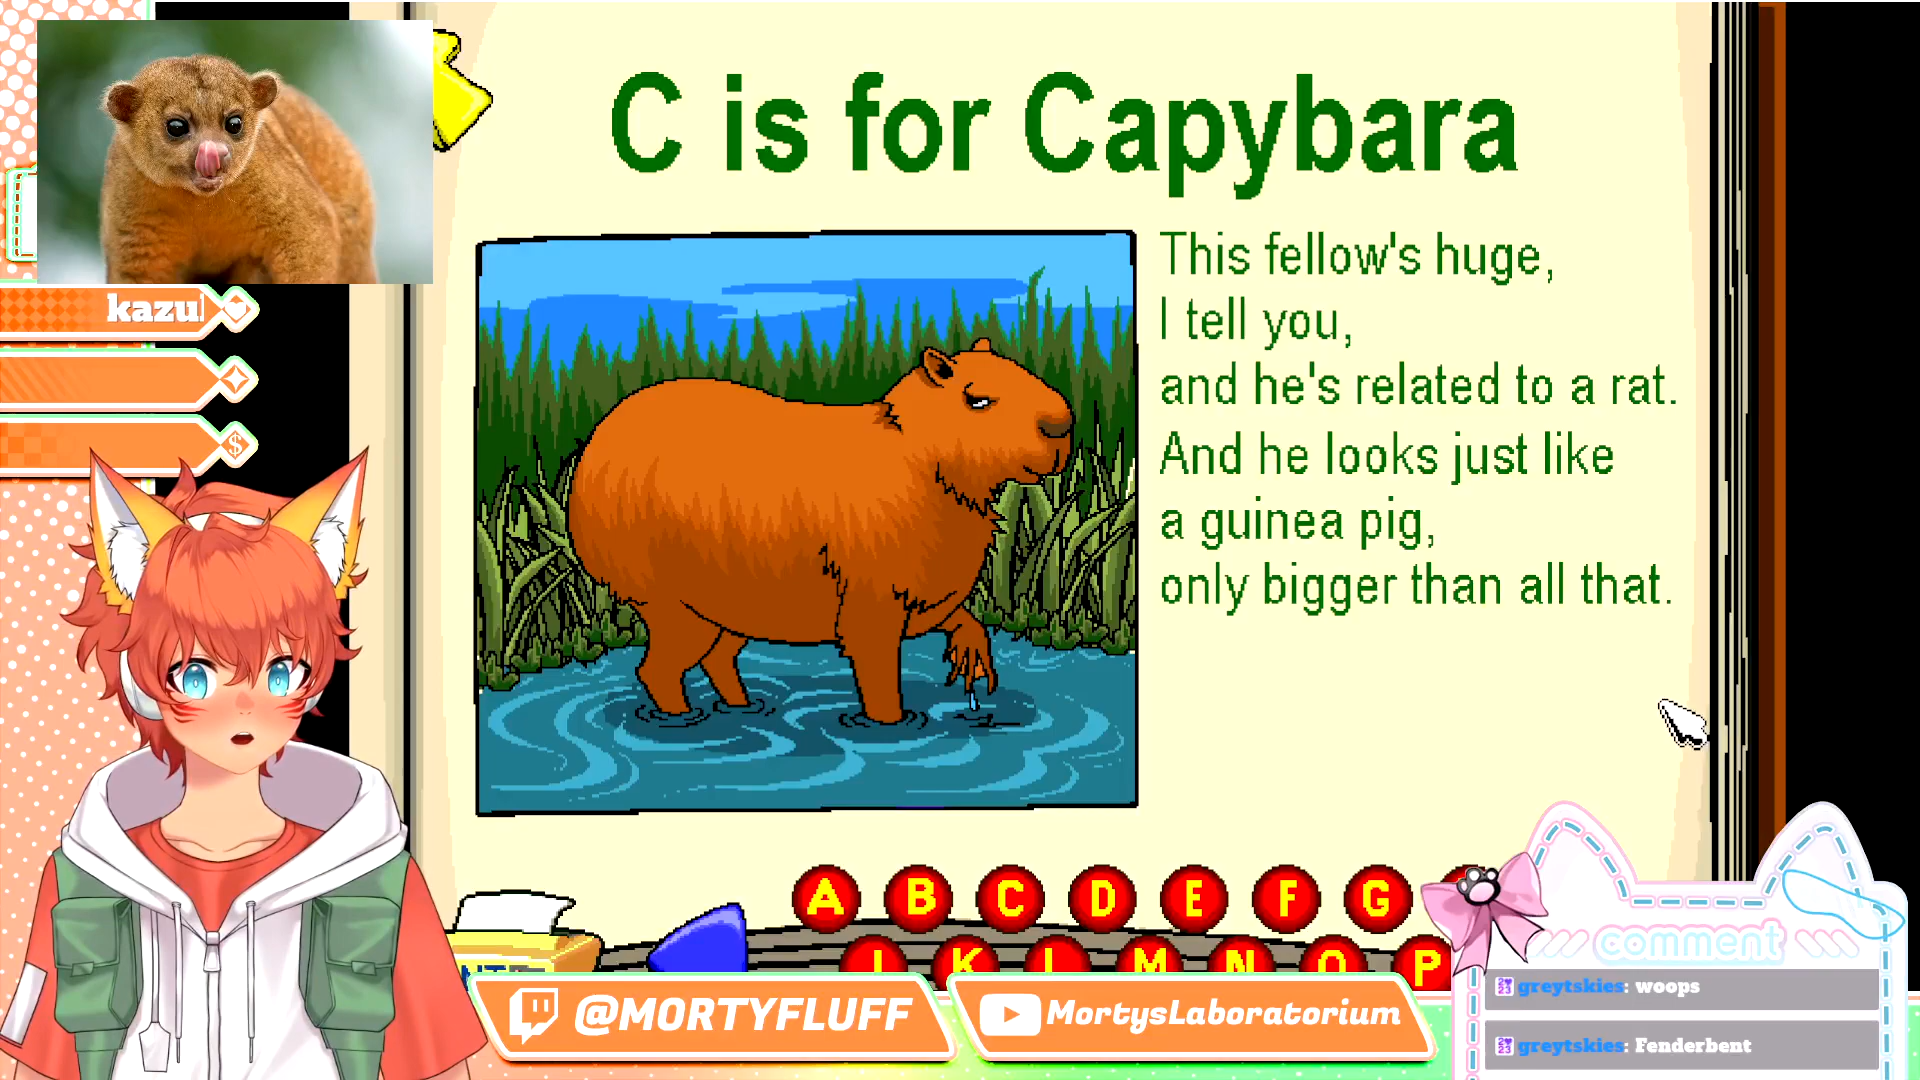 C is for Capybara
This fellow's huge,
I tell you,
and he's related to a rat.
And he looks just like
a guinea pig,
only bigger than all that.
kazu
$
A B C D E F G
K L M N O P
@MORTYFLUFF
MortysLaboratorium
comment
greytskies: woops
greytskies: Fenderbent